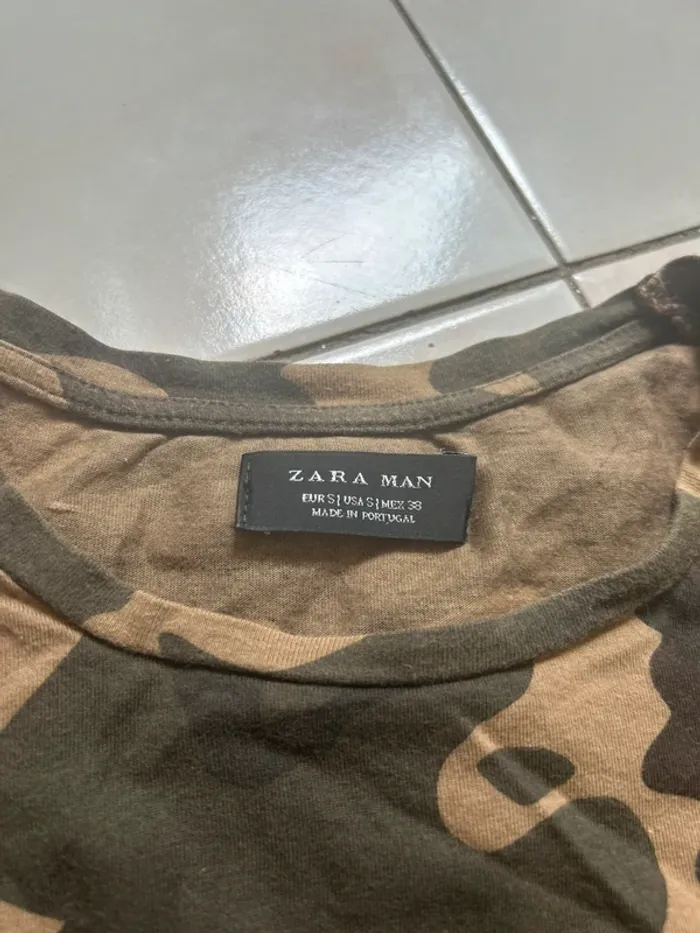 ZARA MAN
EUR S | USA S | MEX 38
MADE IN PORTUGAL